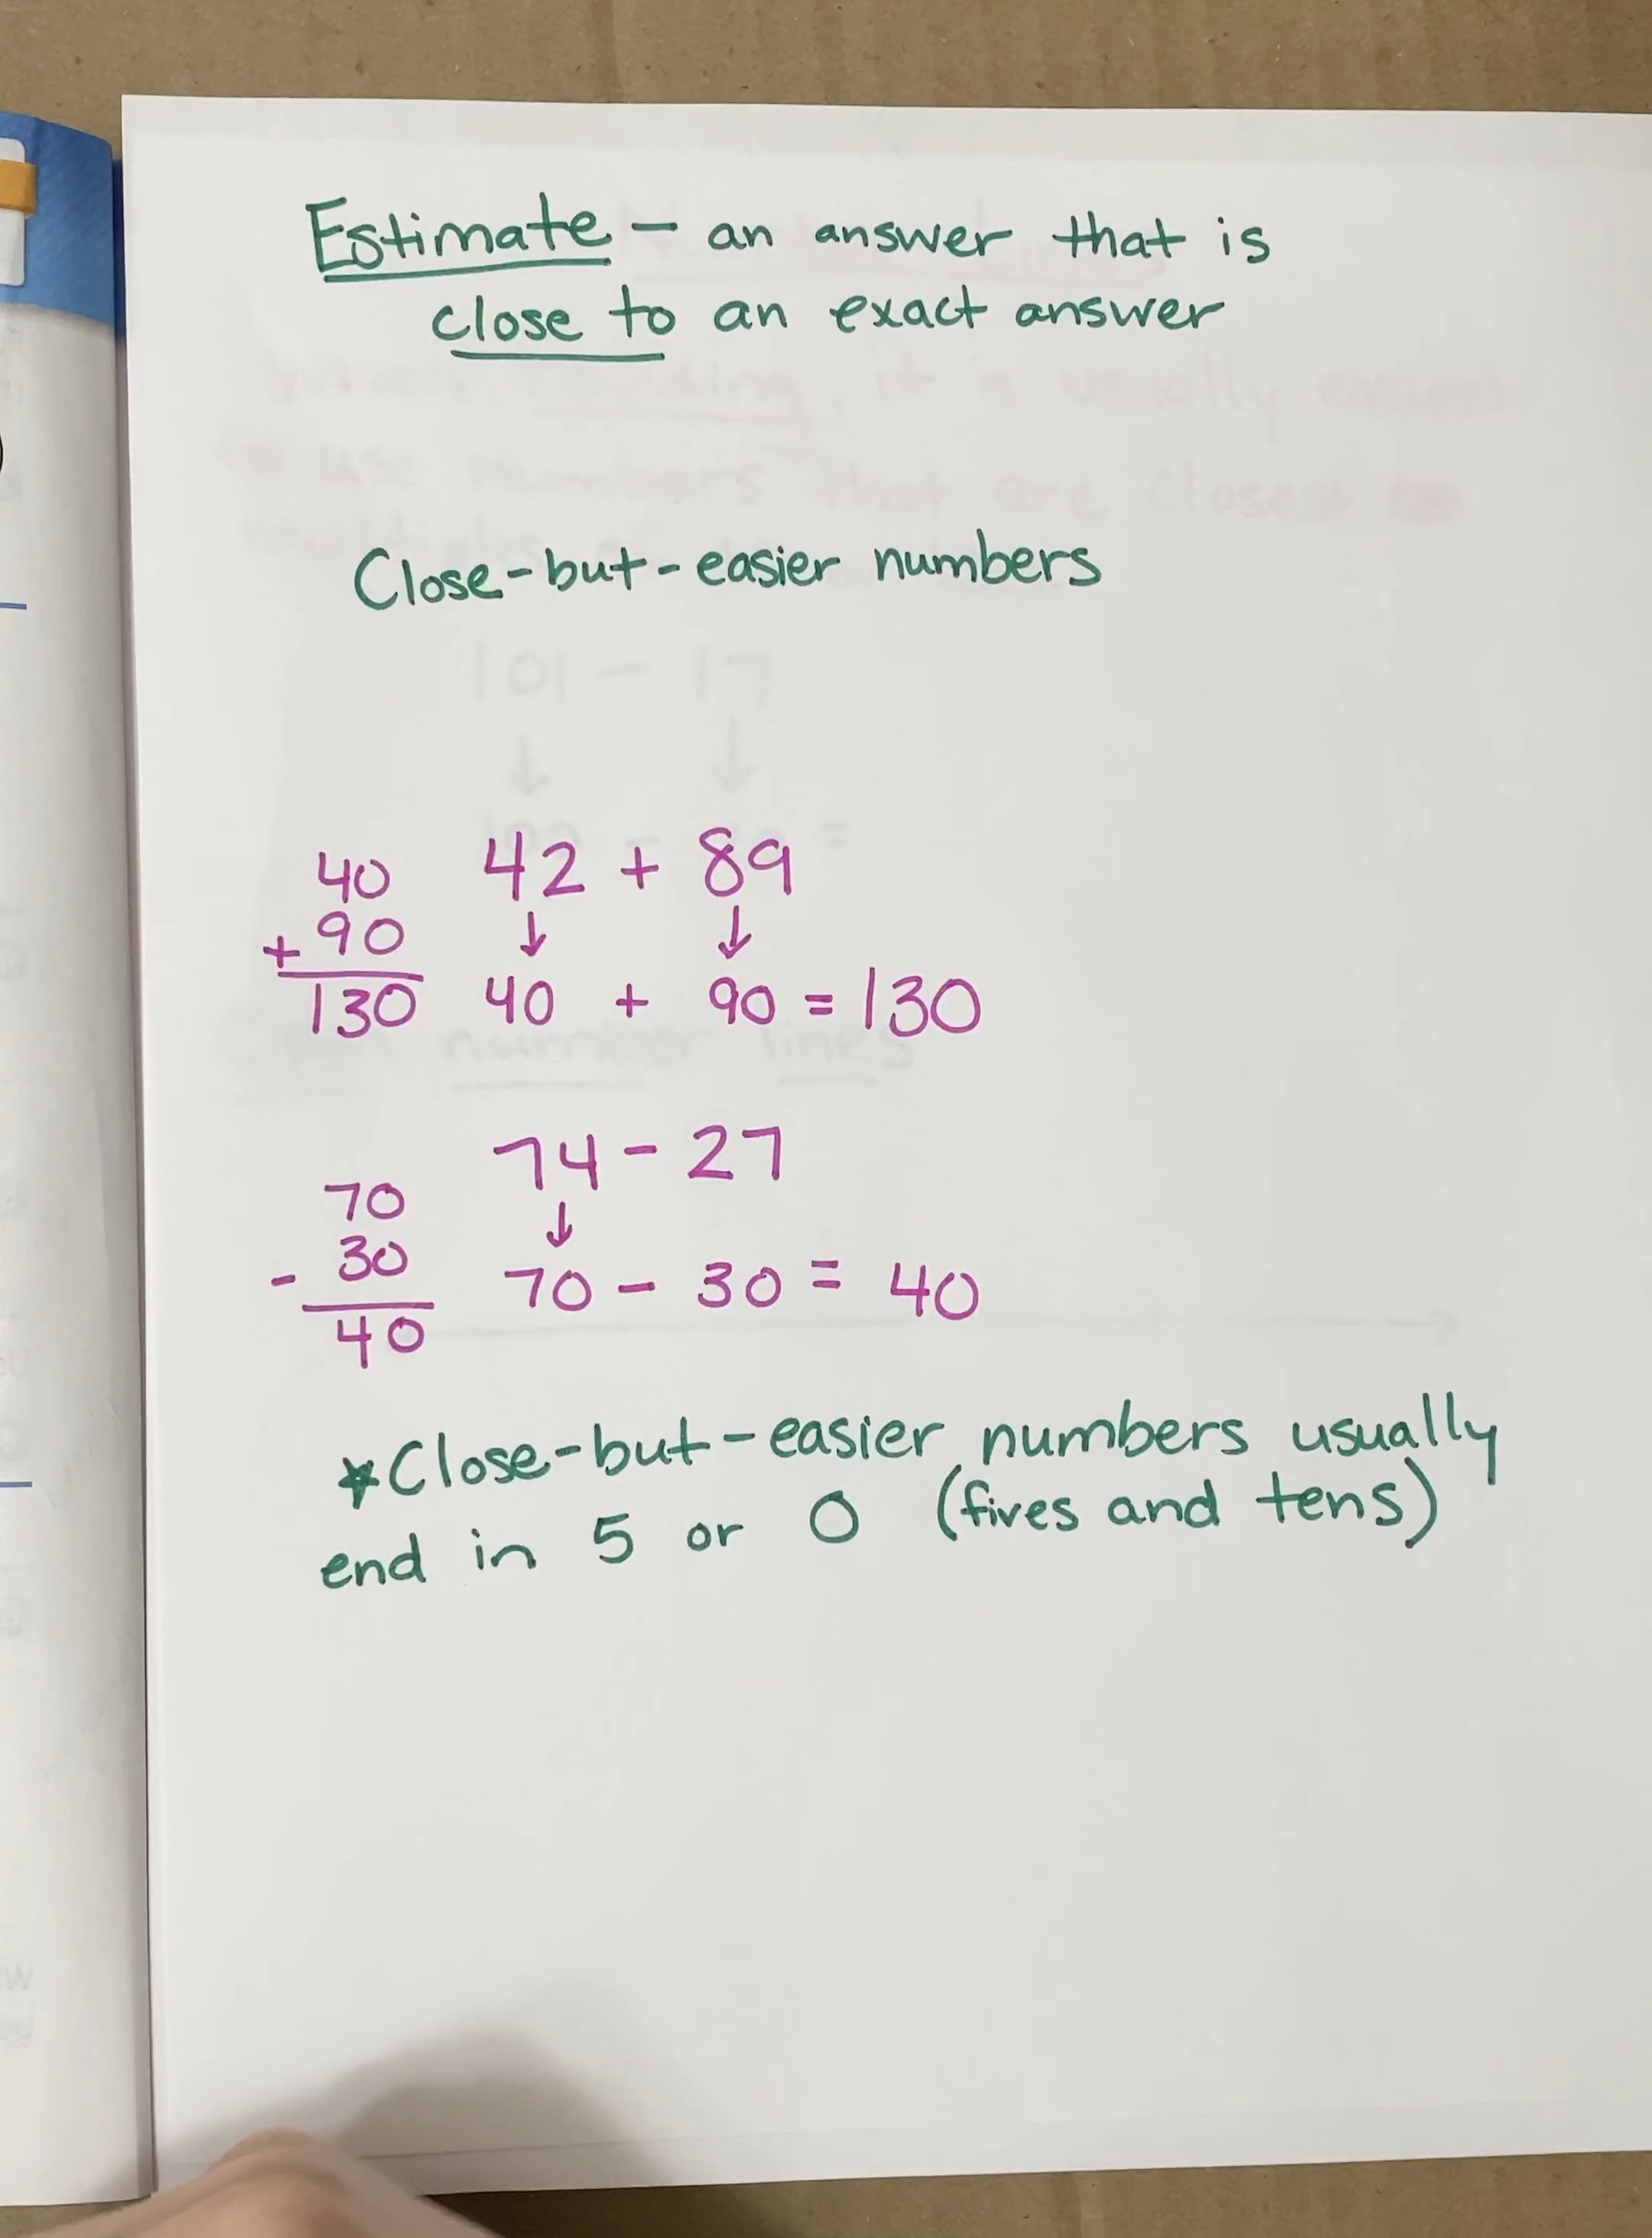 Estimate - an answer that is
close to an exact answer
Close-but-easier numbers
40
+ 90
130
42 + 89
↓ ↓
40 + 90 = 130
70
- 30
40
74 - 27
↓
70 - 30 = 40
*Close-but-easier numbers usually
end in 5 or 0 (fives and tens)